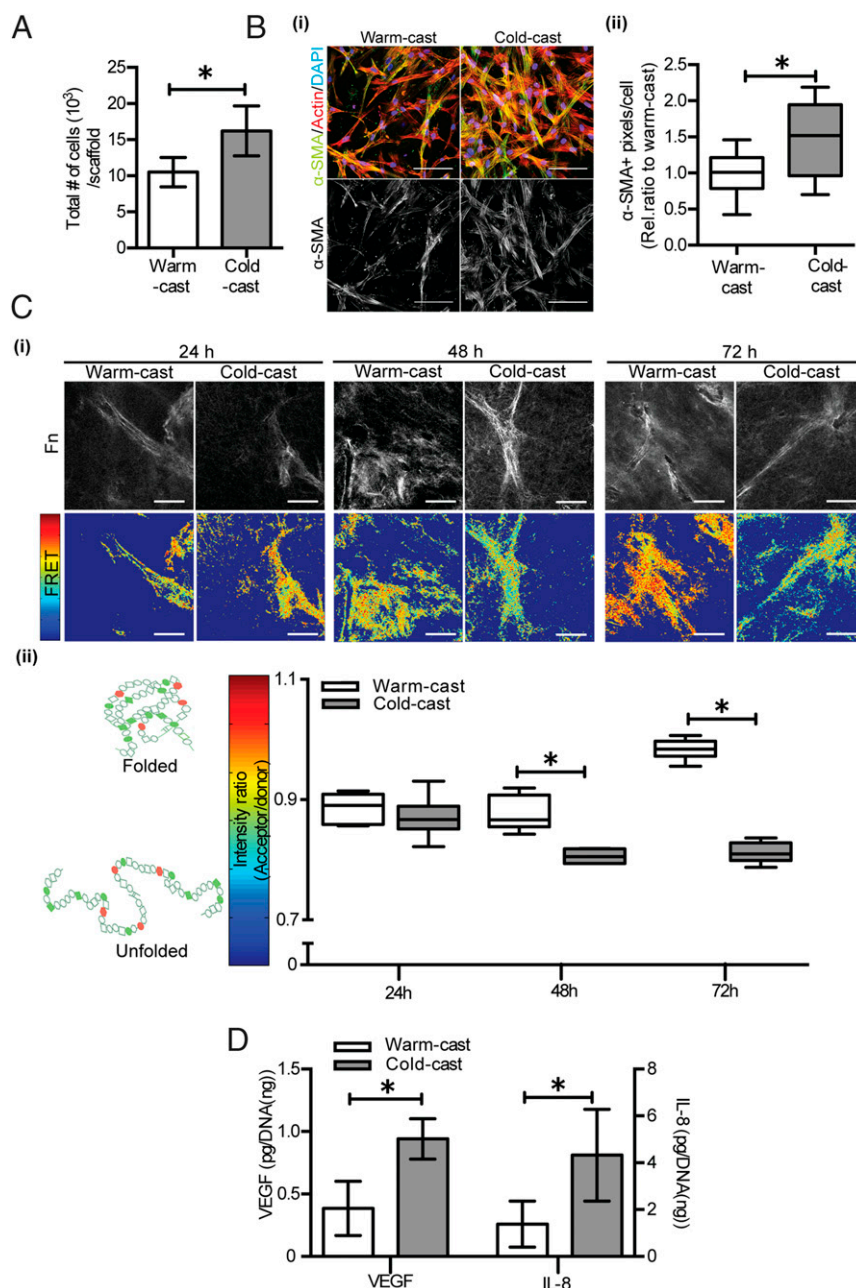 A
Total # of cells (10³)
/scaffold
25
20
15
10
5
0
*
Warm
-cast
Cold
-cast
B
(i)
Warm-cast
Cold-cast
α-SMA/Actin/DAPI
α-SMA
(ii)
α-SMA+ pixels/cell
(Rel.ratio to warm-cast)
2.5
2.0
1.5
1.0
0.5
0.0
*
Warm-
cast
Cold-
cast
C
(i)
24 h
48 h
72 h
Warm-cast
Cold-cast
Warm-cast
Cold-cast
Warm-cast
Cold-cast
Fn
FRET
(ii)
Folded
Unfolded
Intensity ratio
(Acceptor/donor)
1.1
0.9
0.7
0
Warm-cast
Cold-cast
*
*
24h
48h
72h
D
Warm-cast
Cold-cast
VEGF (pg/DNA(ng))
1.5
1.0
0.5
0
*
*
8
6
4
2
0
IL-8 (pg/DNA(ng))
VEGF
IL-8